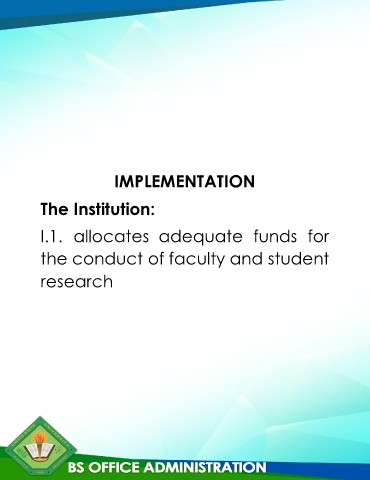 IMPLEMENTATION
The Institution:
I.1. allocates adequate funds for
the conduct of faculty and student
research
BS OFFICE ADMINISTRATION